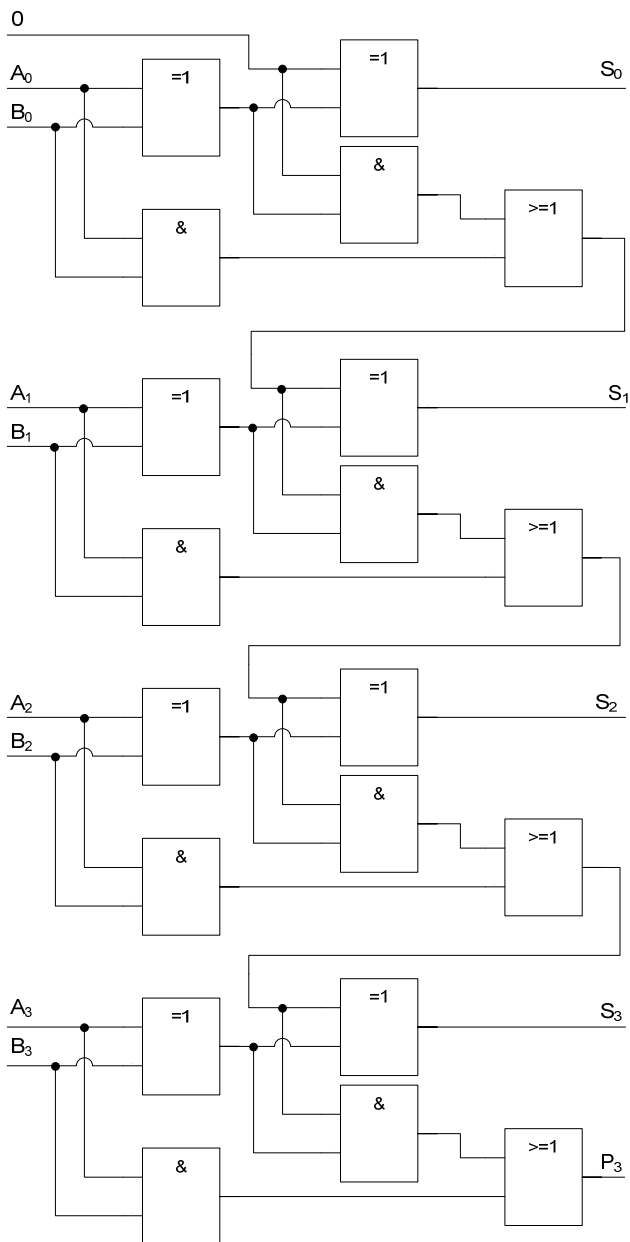 0
A₀ =1 =1 S₀
B₀
&
& >=1
A₁ =1 =1 S₁
B₁
&
& >=1
A₂ =1 =1 S₂
B₂
&
& >=1
A₃ =1 =1 S₃
B₃
&
& >=1 P₃